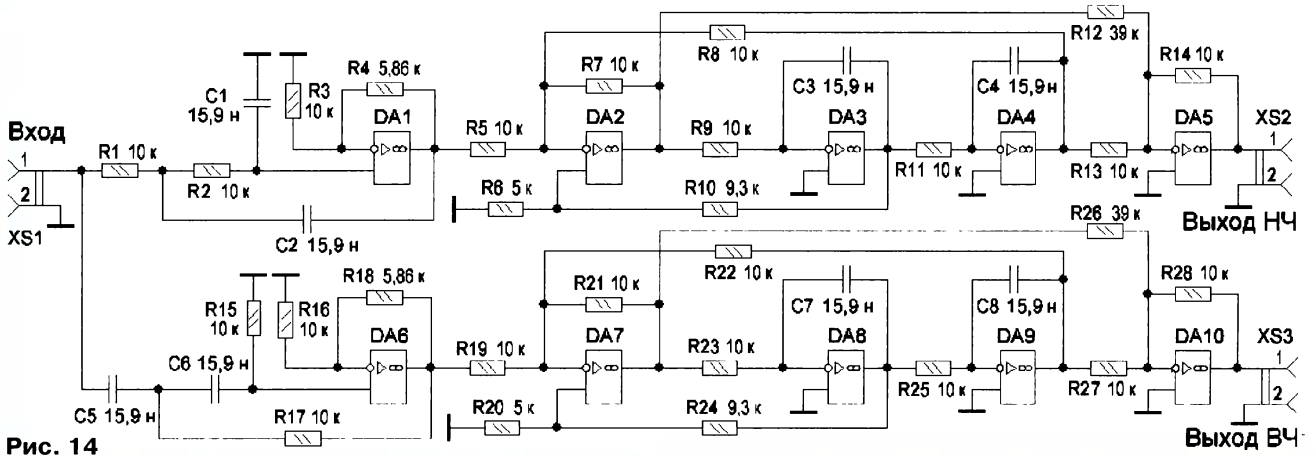 R12 39 к
R8 10 к
R4 5,86 к
R7 10 к
R14 10 к
C1
15,9 н
R3
10 к
C3 15,9 н
C4 15,9 н
Вход
DA1
DA2
DA3
DA4
DA5
XS2
1
2
R1 10 к
R5 10 к
R9 10 к
R2 10 к
R11 10 к
R13 10 к
R6 5 к
R10 9,3 к
XS1
C2 15,9 н
Выход НЧ
1
2
R26 39 к
R18 5,86 к
R21 10 к
R22 10 к
R28 10 к
R15
10 к
R16
10 к
C7
15,9 н
C8 15,9 н
DA6
DA7
DA8
DA9
DA10
XS3
1
2
C6 15,9 н
R19 10 к
R23 10 к
R25 10 к
R27 10 к
C5 15,9 н
R17 10 к
R20 5 к
R24 9,3 к
Рис. 14
Выход ВЧ